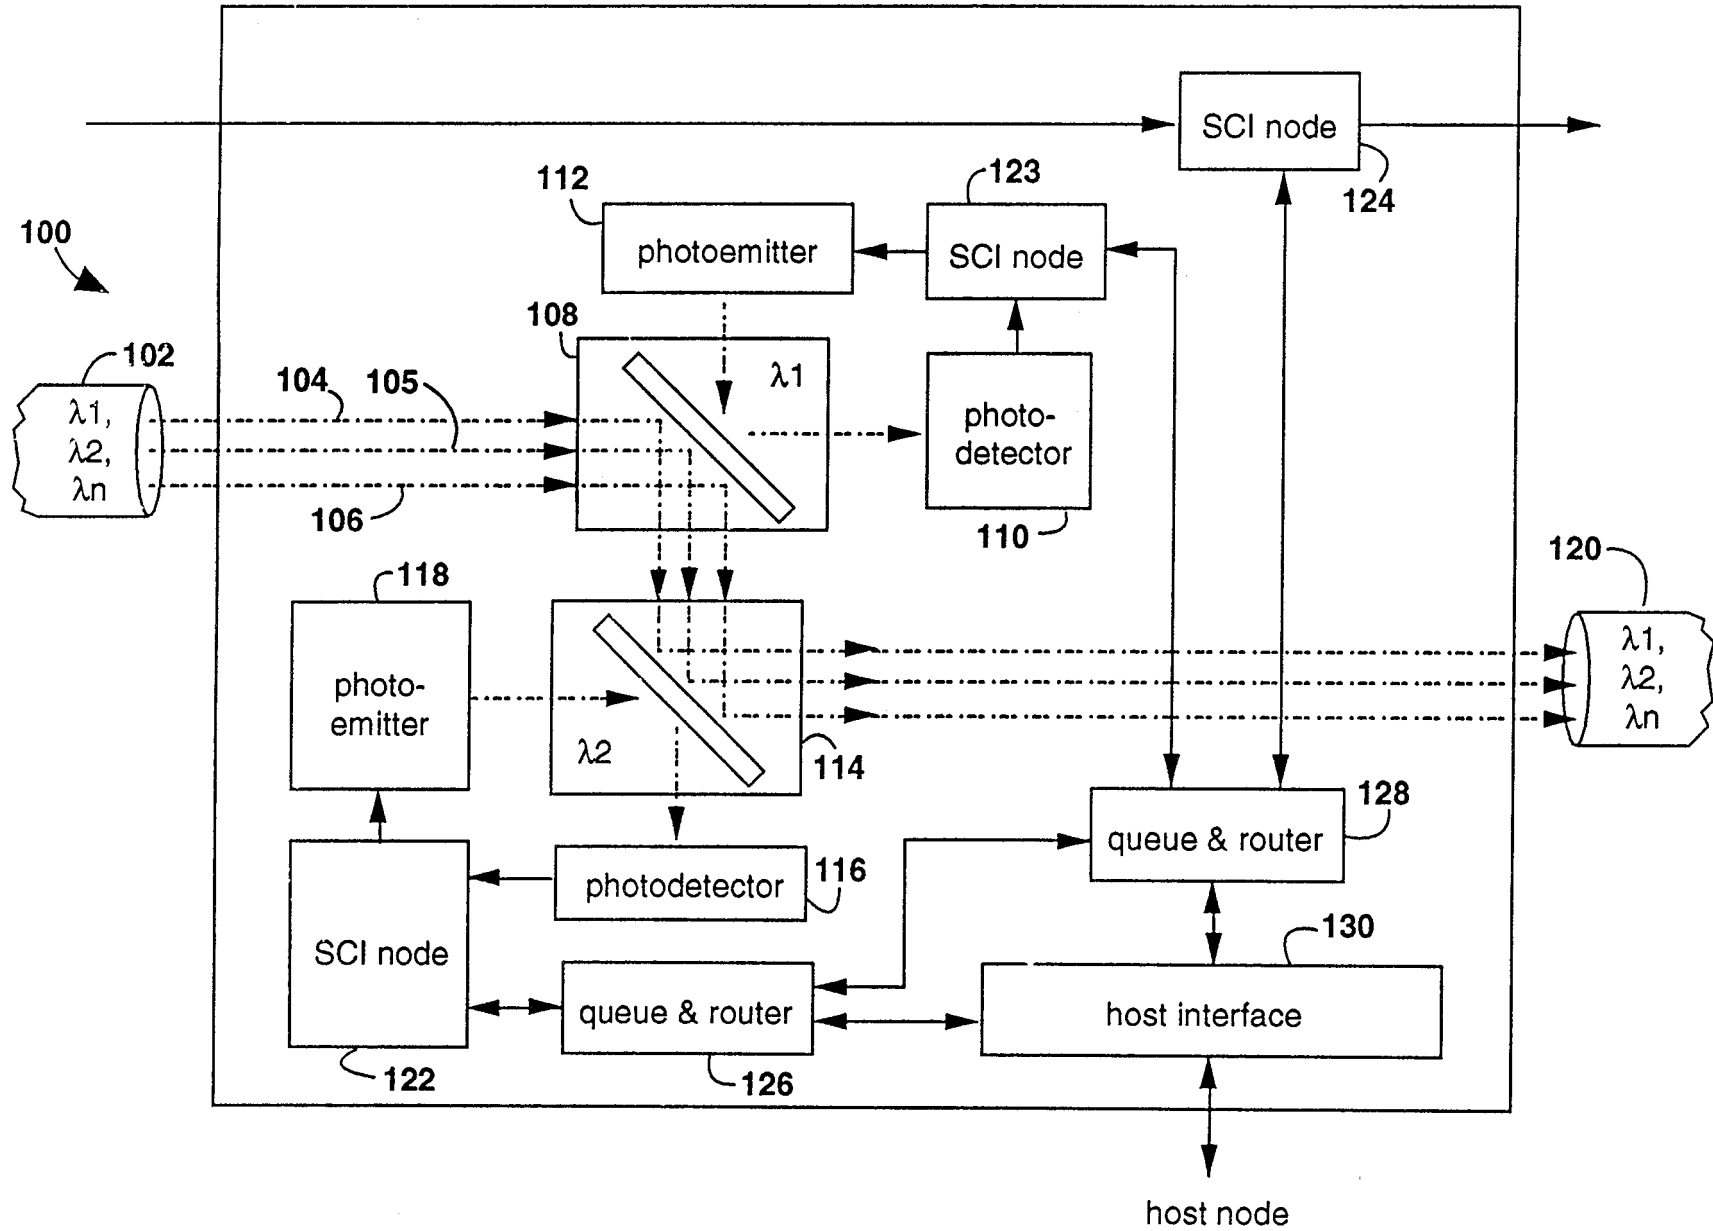 SCI node
124
123
112
SCI node
photoemitter
100
108
λ1
102
104
105
λ1,
λ2,
λn
photo-
detector
106
110
120
118
λ1,
λ2,
λn
photo-
emitter
λ2
114
128
queue & router
116
photodetector
130
SCI node
queue & router
host interface
122
126
host node